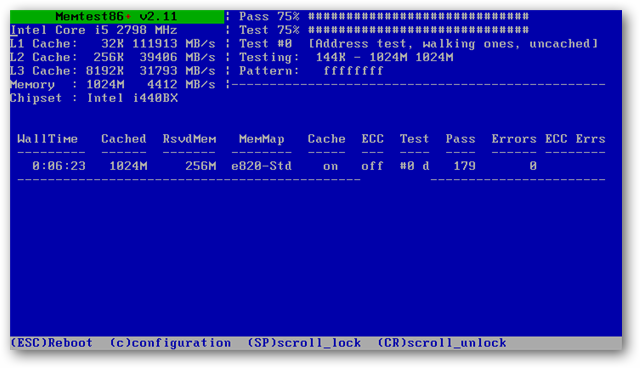 Memtest86+ v2.11 | Pass 75% #############################
Intel Core i5 2798 MHz | Test 75% #############################
L1 Cache: 32K 111913 MB/s | Test #0 [Address test, walking ones, uncached]
L2 Cache: 256K 39406 MB/s | Testing: 144K - 1024M 1024M
L3 Cache: 8192K 31793 MB/s | Pattern: ffffffff
Memory : 1024M 4412 MB/s |-------------------------------------------------
Chipset : Intel i440BX
WallTime Cached RsvdMem MemMap Cache ECC Test Pass Errors ECC Errs
--------- ------ ------- -------- ----- --- ---- ---- ------ --------
0:06:23 1024M 256M e820-Std on off #0 d 179 0
(ESC)Reboot (c)configuration (SP)scroll_lock (CR)scroll_unlock